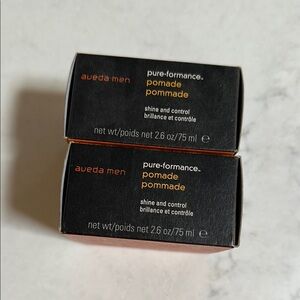 aveda men
pure-formance™
pomade
pommade
shine and control
brillance et contrôle
net wt/poids net 2.6 oz/75 ml ℮
aveda men
pure-formance™
pomade
pommade
shine and control
brillance et contrôle
net wt/poids net 2.6 oz/75 ml ℮